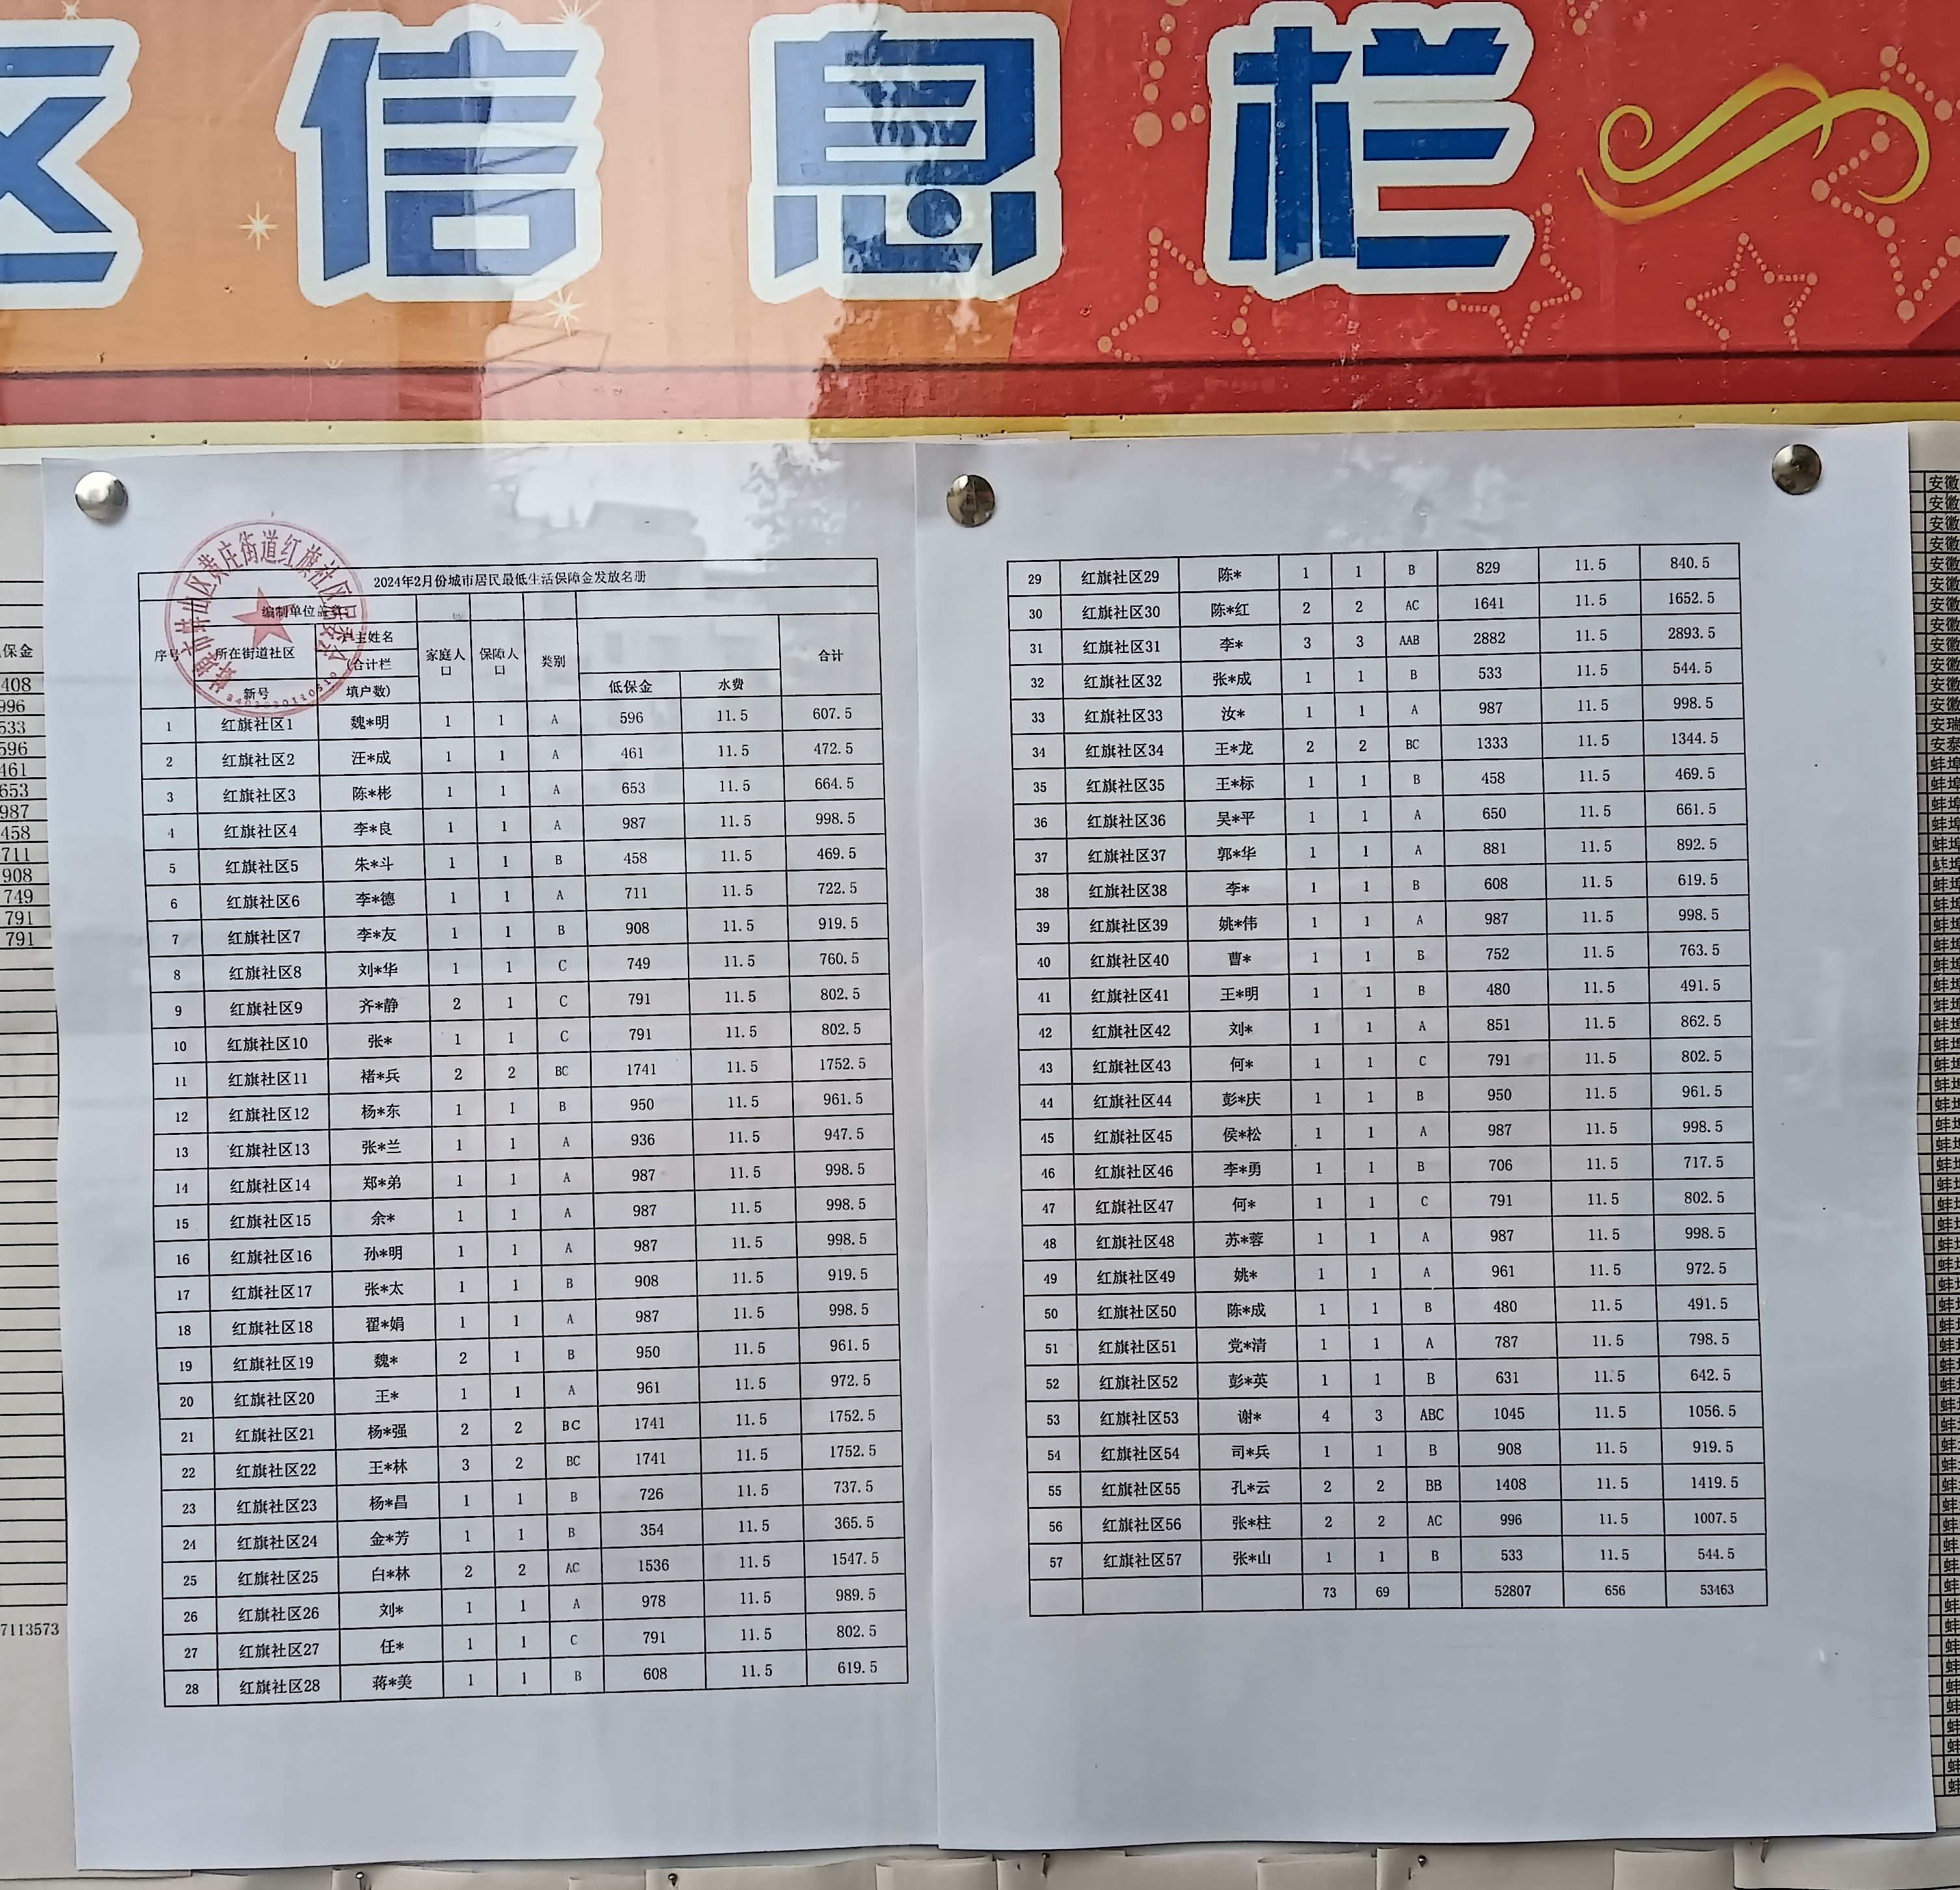 区信息栏
2024年2月份城市居民最低生活保障金发放名册
编制单位盖章:
序号 所在街道社区 新号 户主姓名 (合计栏 填户数) 家庭人口 保障人口 类别 低保金 水费 合计
1 红旗社区1 魏*明 1 1 A 596 11.5 607.5
2 红旗社区2 汪*成 1 1 A 461 11.5 472.5
3 红旗社区3 陈*彬 1 1 A 653 11.5 664.5
4 红旗社区4 李*良 1 1 A 987 11.5 998.5
5 红旗社区5 朱*斗 1 1 B 458 11.5 469.5
6 红旗社区6 李*德 1 1 A 711 11.5 722.5
7 红旗社区7 李*友 1 1 B 908 11.5 919.5
8 红旗社区8 刘*华 1 1 C 749 11.5 760.5
9 红旗社区9 齐*静 2 1 C 791 11.5 802.5
10 红旗社区10 张* 1 1 C 791 11.5 802.5
11 红旗社区11 褚*兵 2 2 BC 1741 11.5 1752.5
12 红旗社区12 杨*东 1 1 B 950 11.5 961.5
13 红旗社区13 张*兰 1 1 A 936 11.5 947.5
14 红旗社区14 郑*弟 1 1 A 987 11.5 998.5
15 红旗社区15 余* 1 1 A 987 11.5 998.5
16 红旗社区16 孙*明 1 1 A 987 11.5 998.5
17 红旗社区17 张*太 1 1 B 908 11.5 919.5
18 红旗社区18 翟*娟 1 1 A 987 11.5 998.5
19 红旗社区19 魏* 2 1 B 950 11.5 961.5
20 红旗社区20 王* 1 1 A 961 11.5 972.5
21 红旗社区21 杨*强 2 2 BC 1741 11.5 1752.5
22 红旗社区22 王*林 3 2 BC 1741 11.5 1752.5
23 红旗社区23 杨*昌 1 1 B 726 11.5 737.5
24 红旗社区24 金*芳 1 1 B 354 11.5 365.5
25 红旗社区25 白*林 2 2 AC 1536 11.5 1547.5
26 红旗社区26 刘* 1 1 A 978 11.5 989.5
27 红旗社区27 任* 1 1 C 791 11.5 802.5
28 红旗社区28 蒋*美 1 1 B 608 11.5 619.5
29 红旗社区29 陈* 1 1 B 829 11.5 840.5
30 红旗社区30 陈*红 2 2 AC 1641 11.5 1652.5
31 红旗社区31 李* 3 3 AAB 2882 11.5 2893.5
32 红旗社区32 张*成 1 1 B 533 11.5 544.5
33 红旗社区33 汝* 1 1 A 987 11.5 998.5
34 红旗社区34 王*龙 2 2 BC 1333 11.5 1344.5
35 红旗社区35 王*标 1 1 B 458 11.5 469.5
36 红旗社区36 吴*平 1 1 A 650 11.5 661.5
37 红旗社区37 郭*华 1 1 A 881 11.5 892.5
38 红旗社区38 李* 1 1 B 608 11.5 619.5
39 红旗社区39 姚*伟 1 1 A 987 11.5 998.5
40 红旗社区40 曹* 1 1 B 752 11.5 763.5
41 红旗社区41 王*明 1 1 B 480 11.5 491.5
42 红旗社区42 刘* 1 1 A 851 11.5 862.5
43 红旗社区43 何* 1 1 C 791 11.5 802.5
44 红旗社区44 彭*庆 1 1 B 950 11.5 961.5
45 红旗社区45 侯*松 1 1 A 987 11.5 998.5
46 红旗社区46 李*勇 1 1 B 706 11.5 717.5
47 红旗社区47 何* 1 1 C 791 11.5 802.5
48 红旗社区48 苏*蓉 1 1 A 987 11.5 998.5
49 红旗社区49 姚* 1 1 A 961 11.5 972.5
50 红旗社区50 陈*成 1 1 B 480 11.5 491.5
51 红旗社区51 党*清 1 1 A 787 11.5 798.5
52 红旗社区52 彭*英 1 1 B 631 11.5 642.5
53 红旗社区53 谢* 4 3 ABC 1045 11.5 1056.5
54 红旗社区54 司*兵 1 1 B 908 11.5 919.5
55 红旗社区55 孔*云 2 2 BB 1408 11.5 1419.5
56 红旗社区56 张*柱 2 2 AC 996 11.5 1007.5
57 红旗社区57 张*山 1 1 B 533 11.5 544.5
73 69 52807 656 53463
保金
408
996
533
596
461
653
987
458
711
908
749
791
791
7113573